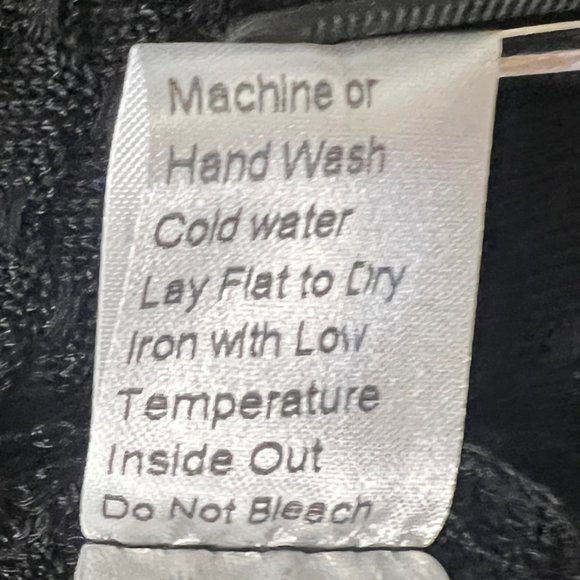 Machine or
Hand Wash
Cold water
Lay Flat to Dry
Iron with Low
Temperature
Inside Out
Do Not Bleach